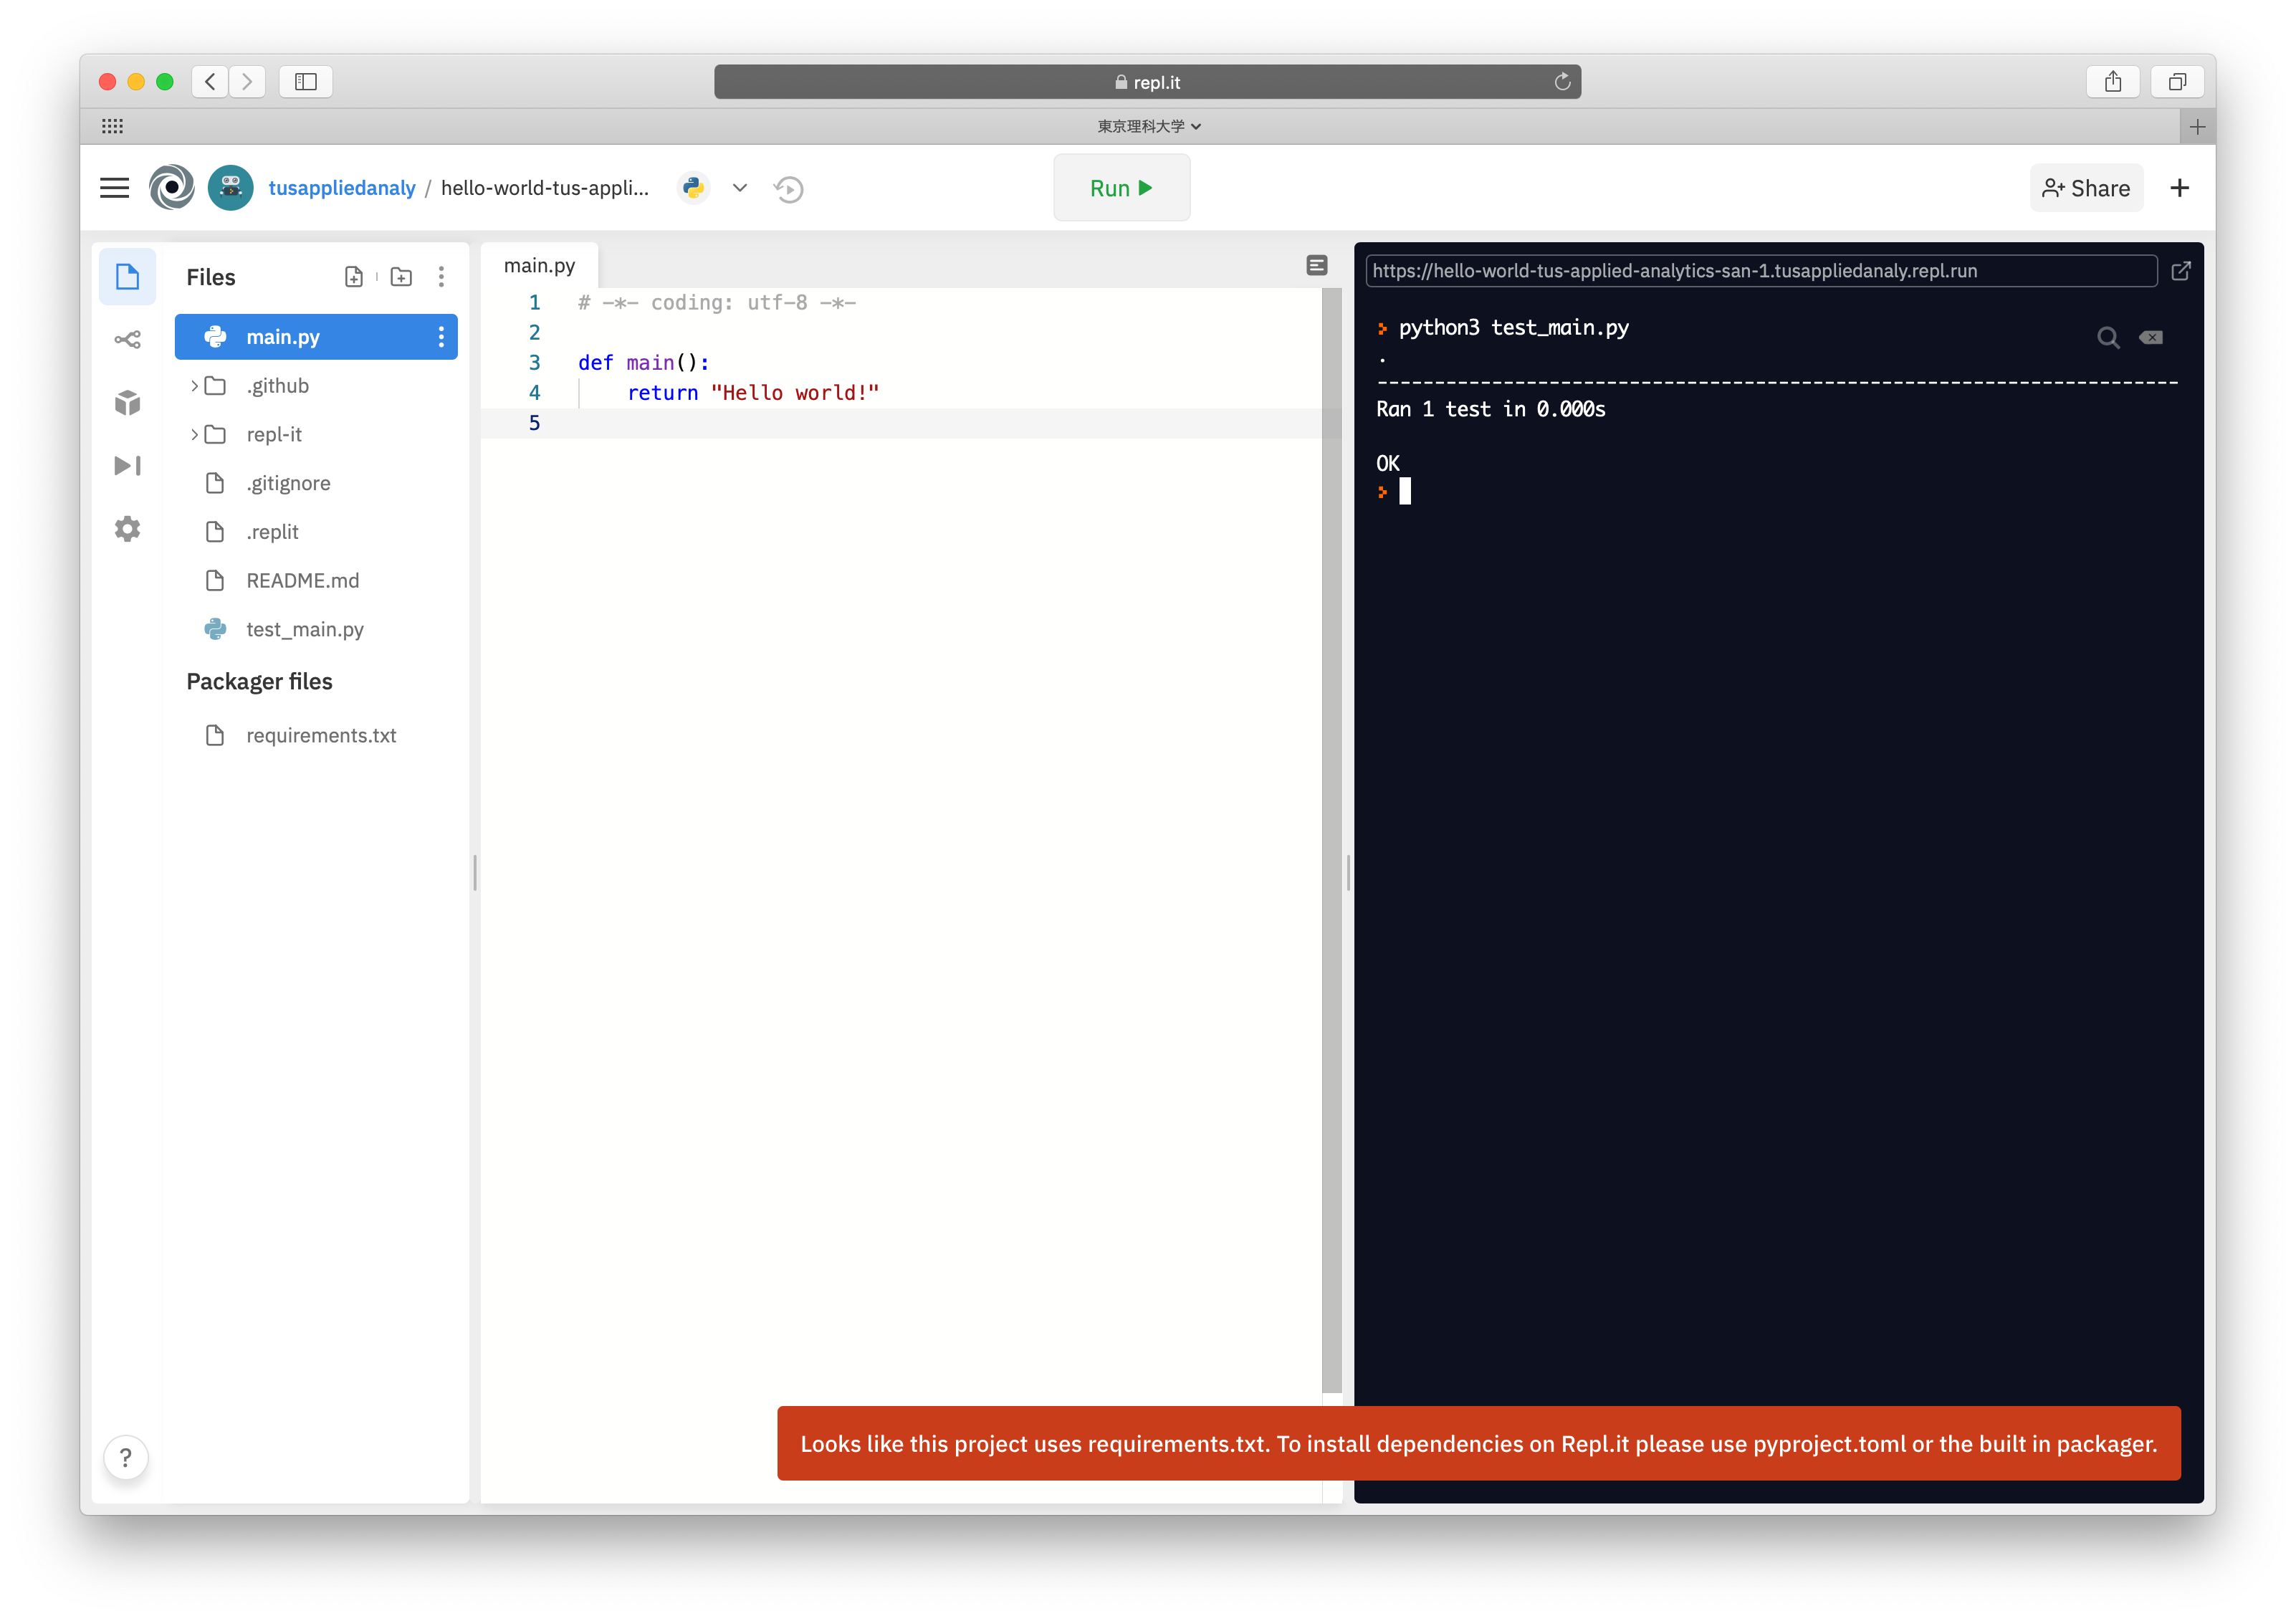 repl.it
東京理科大学
tusappliedanaly / hello-world-tus-appli...
Run
Share
Files
main.py
.github
repl-it
.gitignore
.replit
README.md
test_main.py
Packager files
requirements.txt
?
main.py
1 # -*- coding: utf-8 -*-
2
3 def main():
4 return "Hello world!"
5
https://hello-world-tus-applied-analytics-san-1.tusappliedanaly.repl.run
python3 test_main.py
.
----------------------------------------------------------------------
Ran 1 test in 0.000s
OK
Looks like this project uses requirements.txt. To install dependencies on Repl.it please use pyproject.toml or the built in packager.